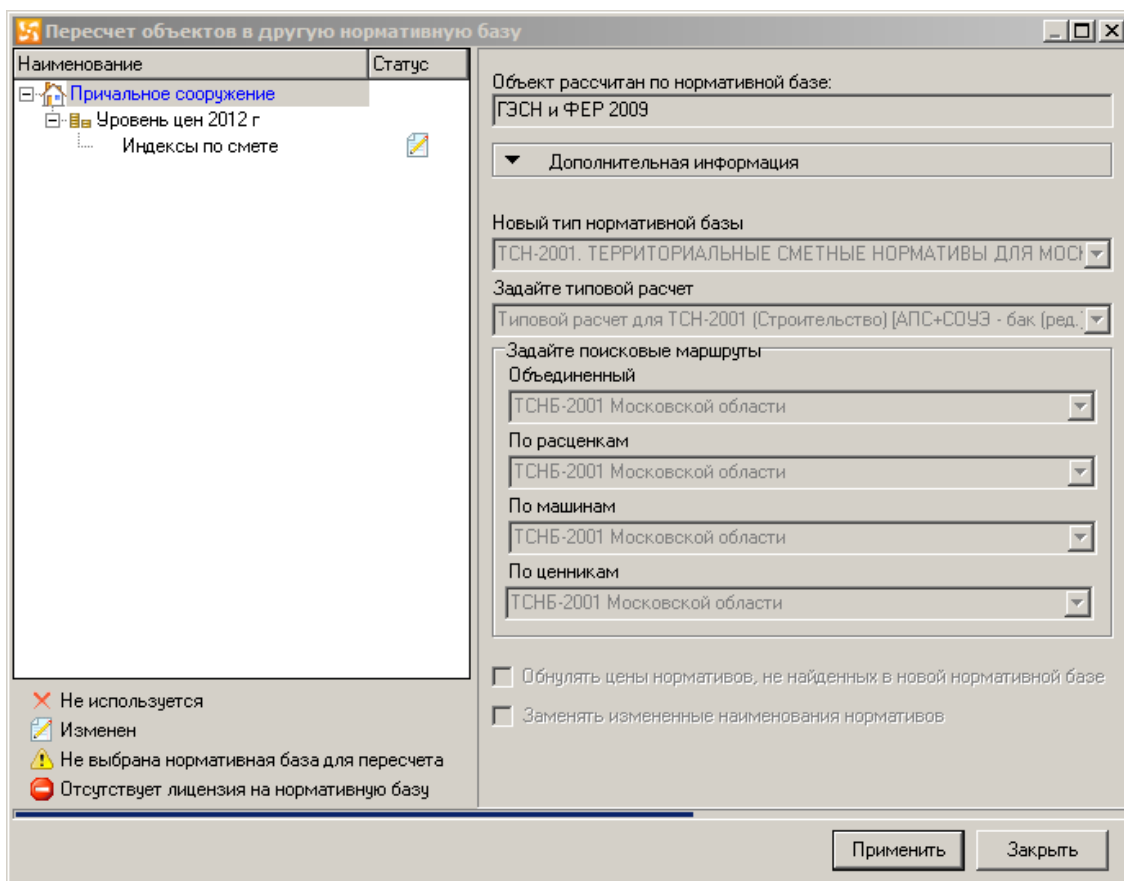 Пересчет объектов в другую нормативную базу
Наименование
Статус
Причальное сооружение
Уровень цен 2012 г
Индексы по смете
Не используется
Изменен
Не выбрана нормативная база для пересчета
Отсутствует лицензия на нормативную базу
Объект рассчитан по нормативной базе:
ГЭСН и ФЕР 2009
Дополнительная информация
Новый тип нормативной базы
ТСН-2001. ТЕРРИТОРИАЛЬНЫЕ СМЕТНЫЕ НОРМАТИВЫ ДЛЯ
Задайте типовой расчет
Типовой расчет для ТСН-2001 (Строительство) [АПС+СОУЭ - бак (ред.
Задайте поисковые маршруты
Объединенный
ТСНБ-2001 Московской области
По расценкам
ТСНБ-2001 Московской области
По машинам
ТСНБ-2001 Московской области
По ценникам
ТСНБ-2001 Московской области
Обнулять цены нормативов, не найденных в новой нормативной базе
Заменять измененные наименования нормативов
Применить
Закрыть